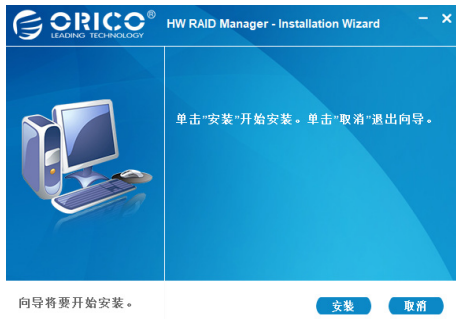 ORICO®
LEADING TECHNOLOGY
HW RAID Manager - Installation Wizard
单击"安装"开始安装。单击"取消"退出向导。
向导将要开始安装。
安装
取消